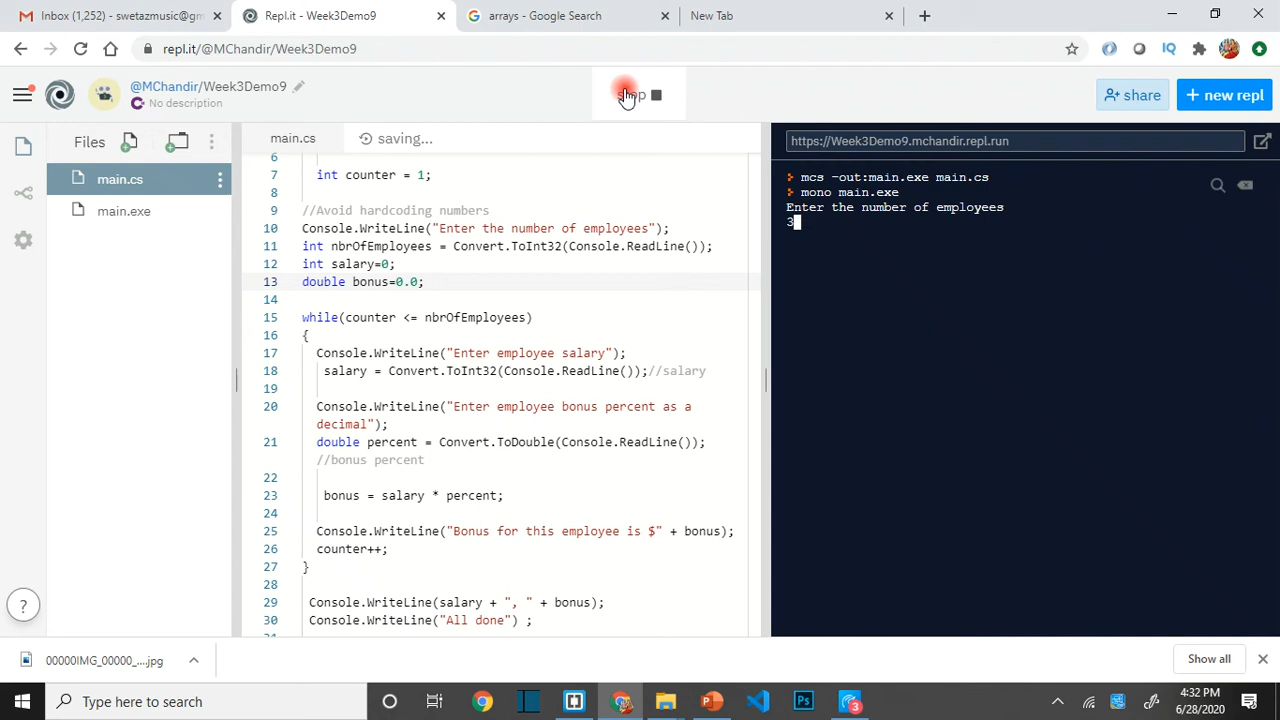 Inbox (1,252) - swetazmusic@gm
Repl.it - Week3Demo9
arrays - Google Search
New Tab
repl.it/@MChandir/Week3Demo9
IQ
@MChandir/Week3Demo9
No description
share
+ new repl
Files
main.cs
main.exe
main.cs
saving...
6
7 int counter = 1;
8
9 //Avoid hardcoding numbers
10 Console.WriteLine("Enter the number of employees");
11 int nbrOfEmployees = Convert.ToInt32(Console.ReadLine());
12 int salary=0;
13 double bonus=0.0;
14
15 while(counter <= nbrOfEmployees)
16 {
17 Console.WriteLine("Enter employee salary");
18 salary = Convert.ToInt32(Console.ReadLine());//salary
19
20 Console.WriteLine("Enter employee bonus percent as a
decimal");
21 double percent = Convert.ToDouble(Console.ReadLine());
//bonus percent
22
23 bonus = salary * percent;
24
25 Console.WriteLine("Bonus for this employee is $" + bonus);
26 counter++;
27 }
28
29 Console.WriteLine(salary + ", " + bonus);
30 Console.WriteLine("All done") ;
https://Week3Demo9.mchandir.repl.run
> mcs -out:main.exe main.cs
> mono main.exe
Enter the number of employees
3
?
00000IMG_00000_....jpg
Show all
Type here to search
Ps
3
4:32 PM
6/28/2020